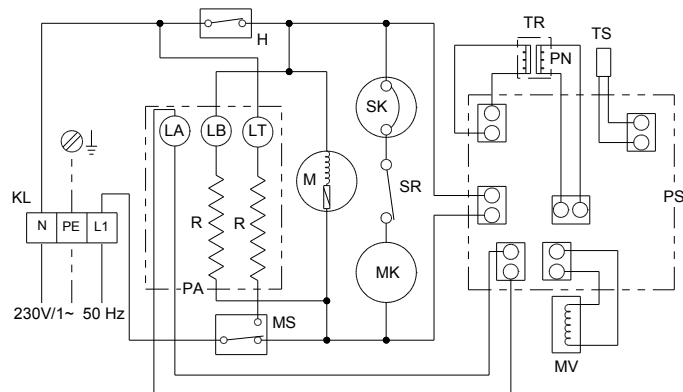 TR
TS
H
PN
SK
LA LB LT
M
SR
KL
PS
N PE L1
R R
MK
PA
230V/1~ 50 Hz
MS
MV